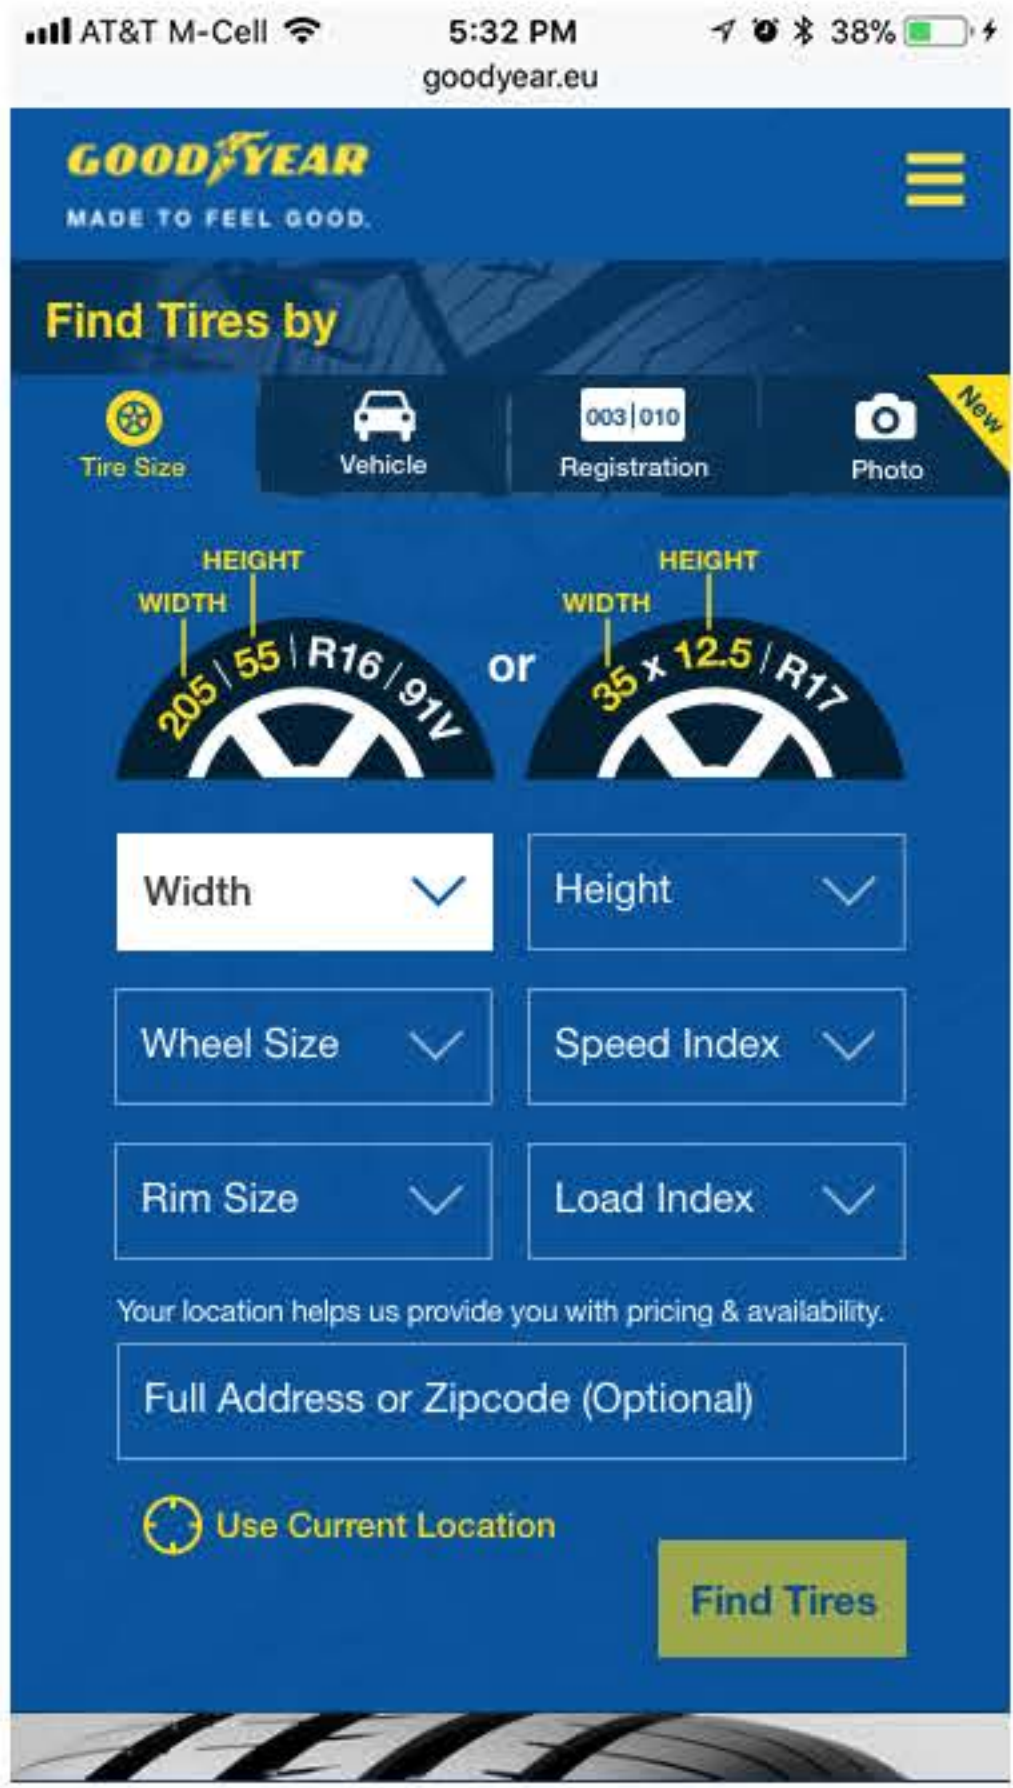 AT&T M-Cell 5:32 PM 38%
goodyear.eu
GOODYEAR
MADE TO FEEL GOOD.
Find Tires by
New
003|010
Tire Size Vehicle Registration Photo
HEIGHT HEIGHT
WIDTH WIDTH
205|55|R16/91V or 35 x 12.5/R17
Width Height
Wheel Size Speed Index
Rim Size Load Index
Your location helps us provide you with pricing & availability.
Full Address or Zipcode (Optional)
Use Current Location
Find Tires